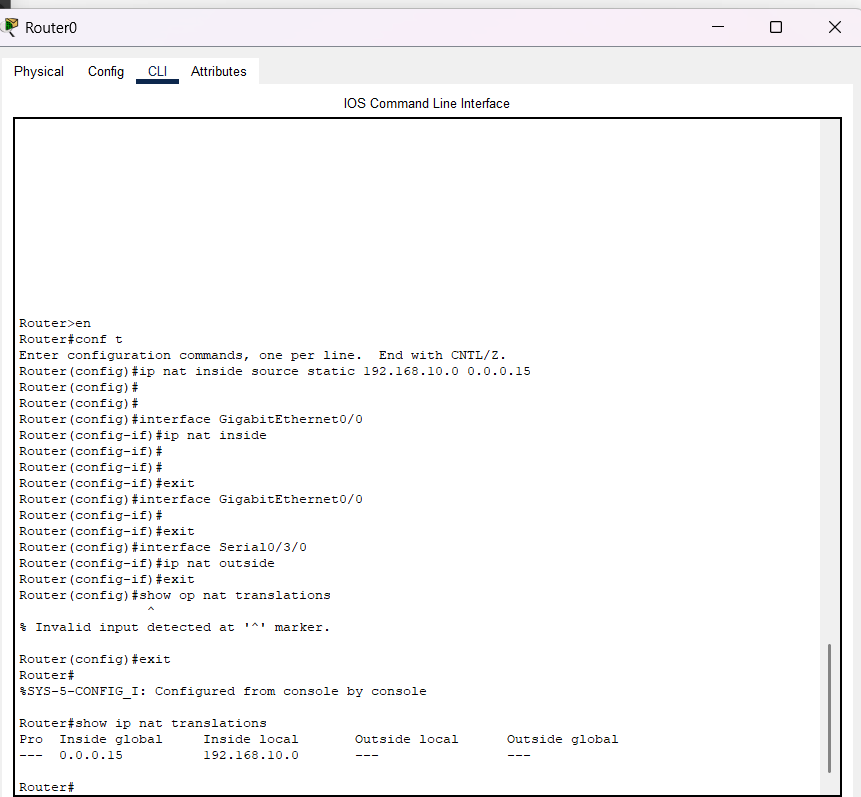 Router0
Physical Config CLI Attributes
IOS Command Line Interface
Router>en
Router#conf t
Enter configuration commands, one per line.  End with CNTL/Z.
Router(config)#ip nat inside source static 192.168.10.0 0.0.0.15
Router(config)#
Router(config)#
Router(config)#interface GigabitEthernet0/0
Router(config-if)#ip nat inside
Router(config-if)#
Router(config-if)#
Router(config-if)#exit
Router(config)#interface GigabitEthernet0/0
Router(config-if)#
Router(config-if)#exit
Router(config)#interface Serial0/3/0
Router(config-if)#ip nat outside
Router(config-if)#exit
Router(config)#show op nat translations
^
% Invalid input detected at '^' marker.
Router(config)#exit
Router#
%SYS-5-CONFIG_I: Configured from console by console
Router#show ip nat translations
Pro  Inside global     Inside local       Outside local      Outside global
---  0.0.0.15          192.168.10.0       ---                ---
Router#